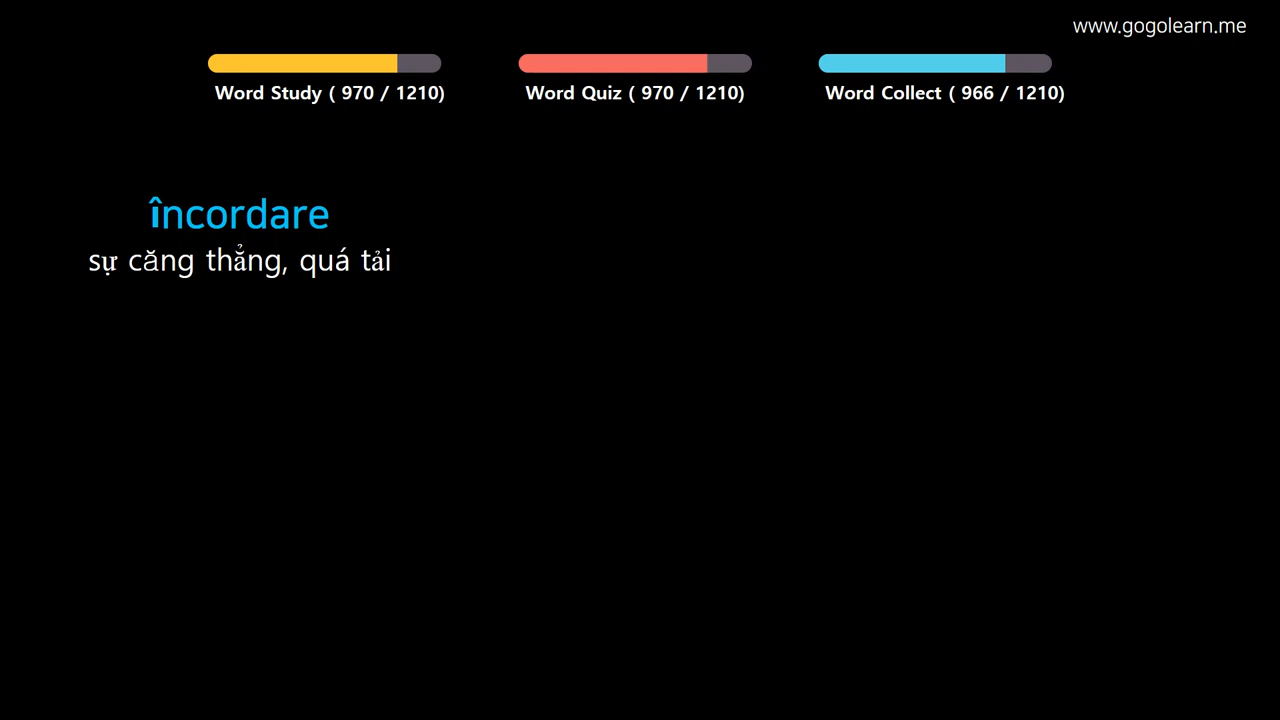 www.gogolearn.me
Word Study ( 970 / 1210)
Word Quiz ( 970 / 1210)
Word Collect ( 966 / 1210)
încordare
sự căng thẳng, quá tải